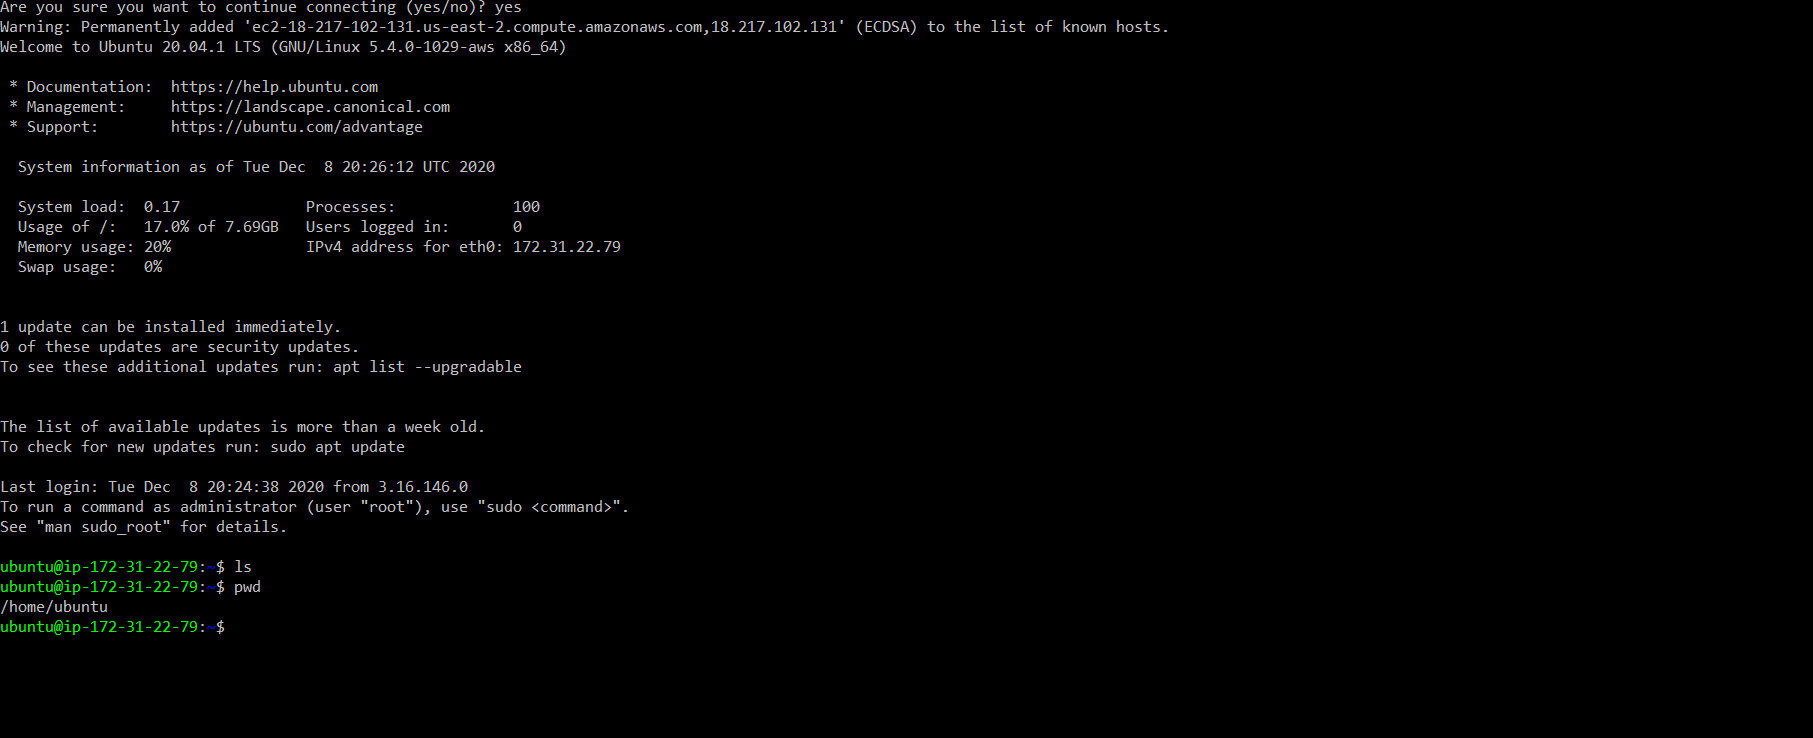 Are you sure you want to continue connecting (yes/no)? yes
Warning: Permanently added 'ec2-18-217-102-131.us-east-2.compute.amazonaws.com,18.217.102.131' (ECDSA) to the list of known hosts.
Welcome to Ubuntu 20.04.1 LTS (GNU/Linux 5.4.0-1029-aws x86_64)

 * Documentation:  https://help.ubuntu.com
 * Management:     https://landscape.canonical.com
 * Support:        https://ubuntu.com/advantage

  System information as of Tue Dec  8 20:26:12 UTC 2020

  System load:  0.17              Processes:             100
  Usage of /:   17.0% of 7.69GB   Users logged in:       0
  Memory usage: 20%               IPv4 address for eth0: 172.31.22.79
  Swap usage:   0%

1 update can be installed immediately.
0 of these updates are security updates.
To see these additional updates run: apt list --upgradable

The list of available updates is more than a week old.
To check for new updates run: sudo apt update

Last login: Tue Dec  8 20:24:38 2020 from 3.16.146.0
To run a command as administrator (user "root"), use "sudo <command>".
See "man sudo_root" for details.

ubuntu@ip-172-31-22-79:~$ ls
ubuntu@ip-172-31-22-79:~$ pwd
/home/ubuntu
ubuntu@ip-172-31-22-79:~$